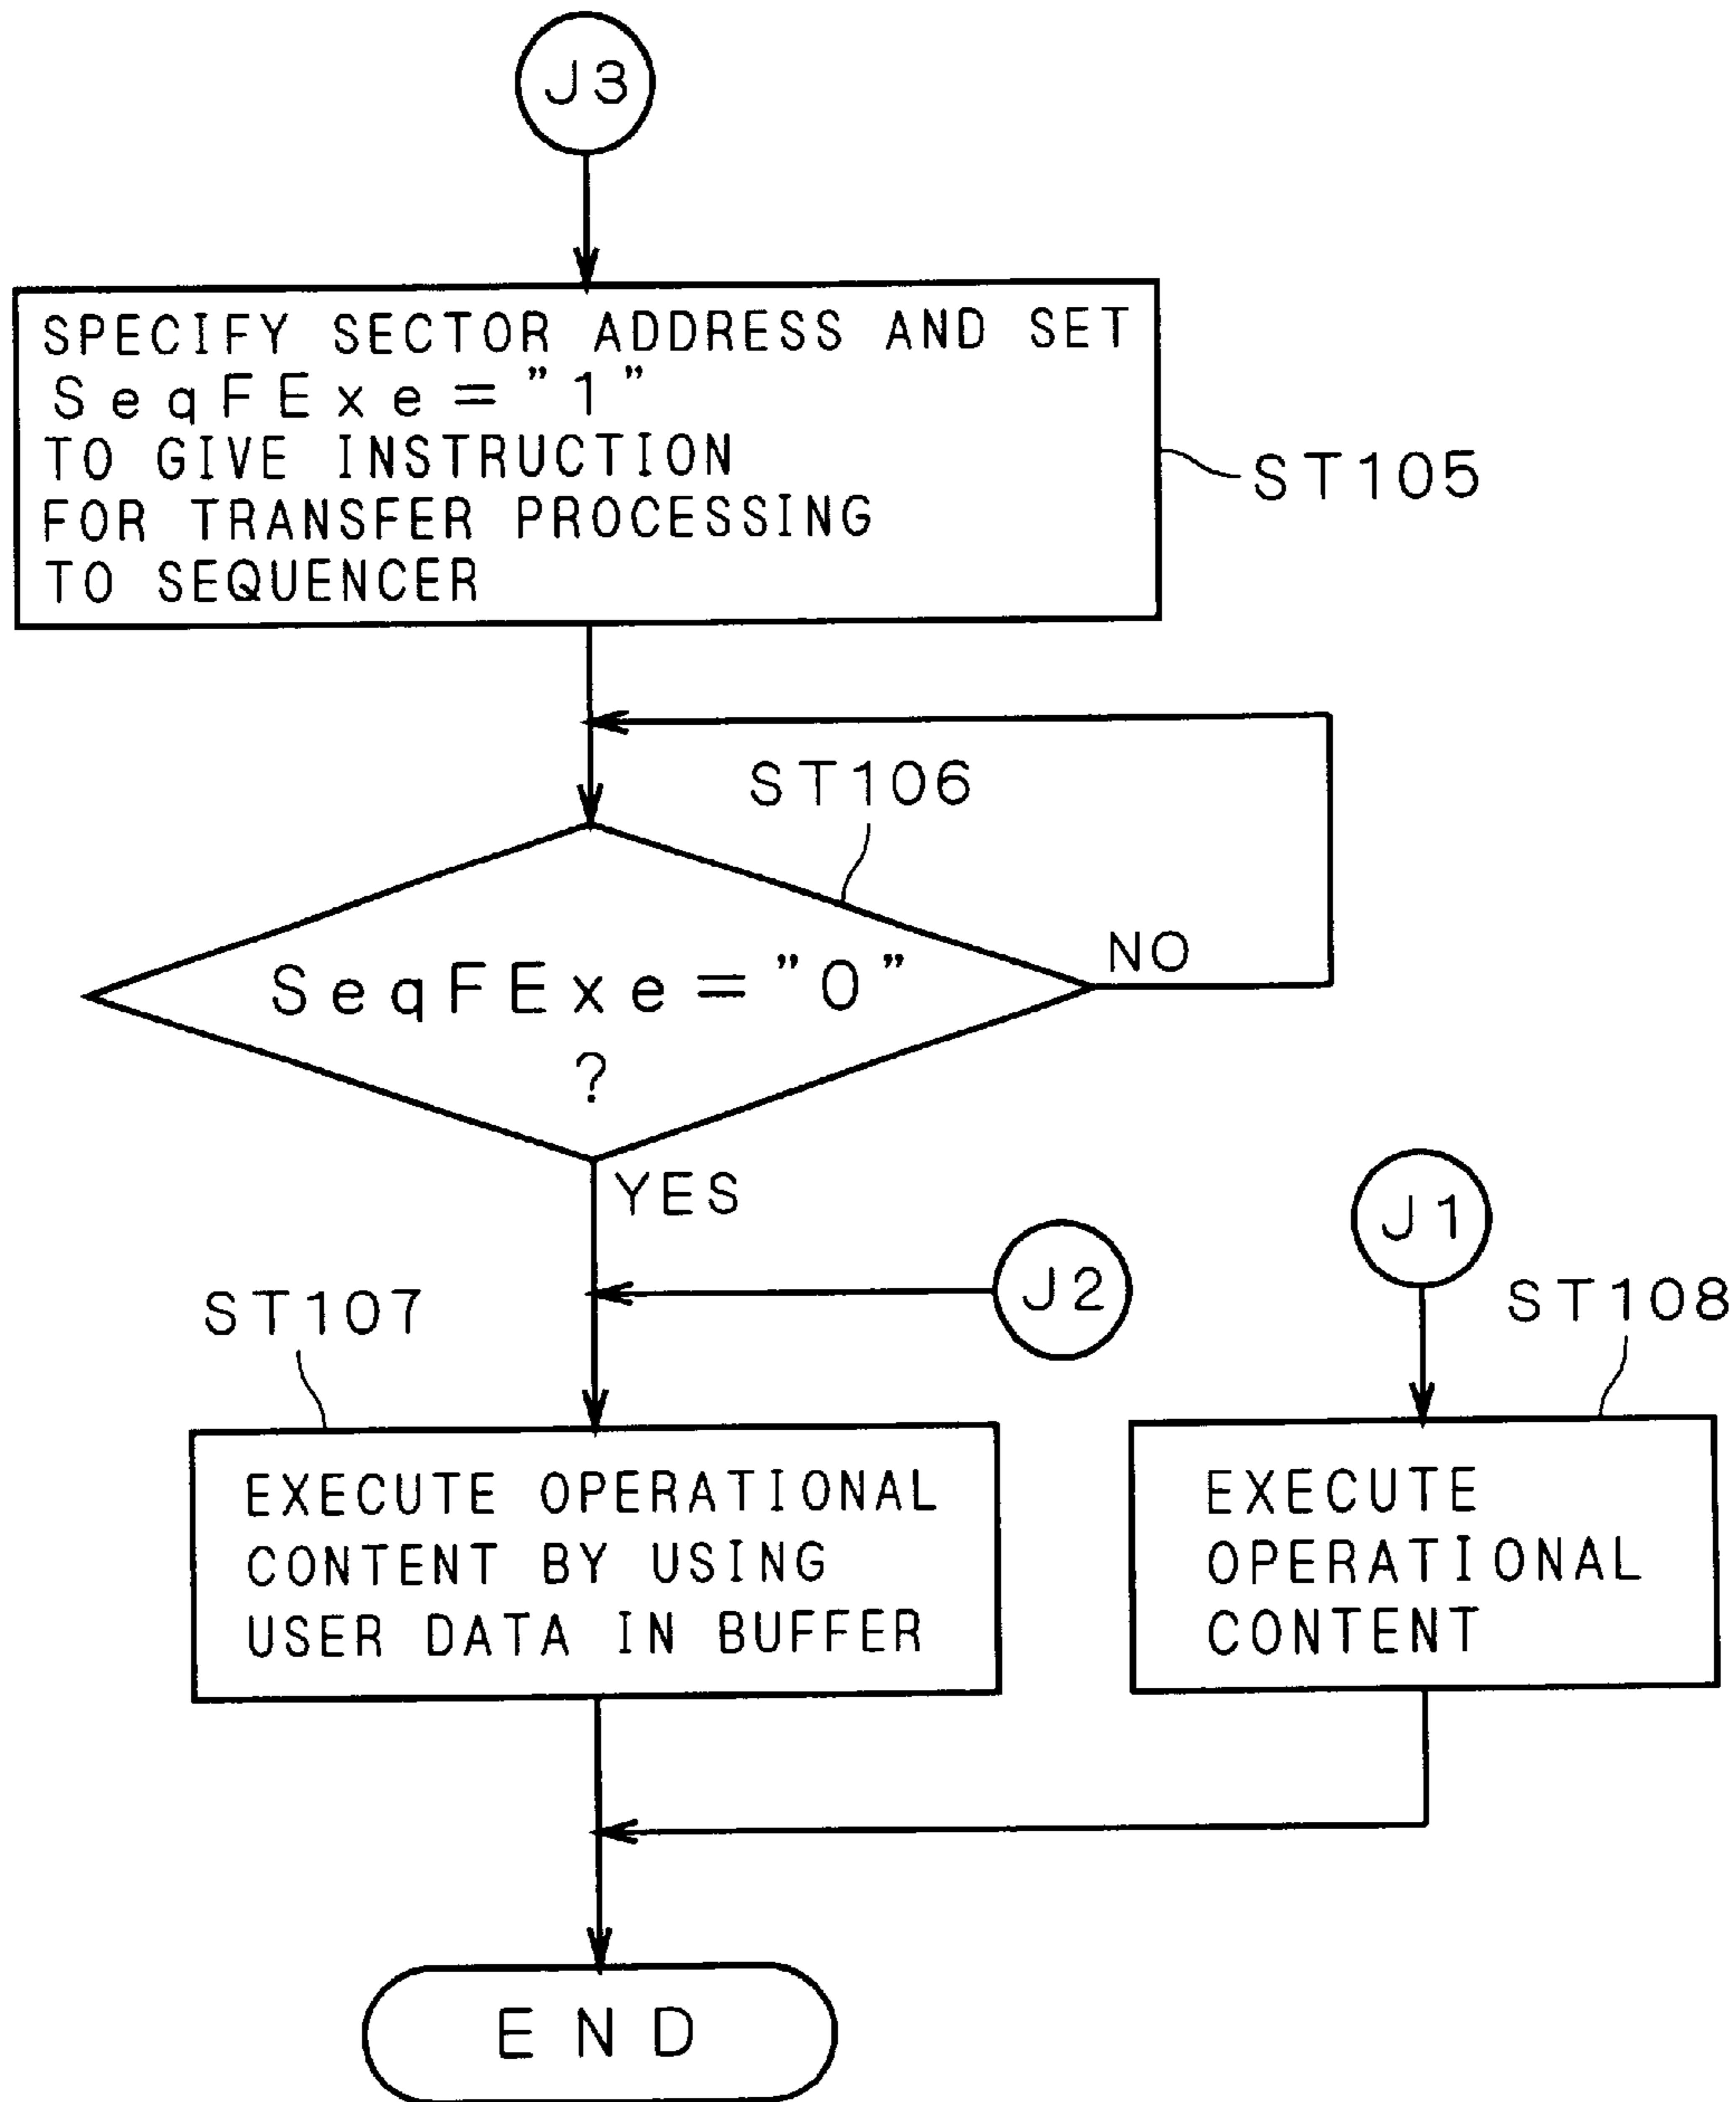 J3
SPECIFY SECTOR ADDRESS AND SET
SeqFExe="1"
TO GIVE INSTRUCTION
FOR TRANSFER PROCESSING
TO SEQUENCER
ST105
ST106
SeqFExe="0"
?
NO
YES
J2
J1
ST107
ST108
EXECUTE OPERATIONAL
CONTENT BY USING
USER DATA IN BUFFER
EXECUTE
OPERATIONAL
CONTENT
END